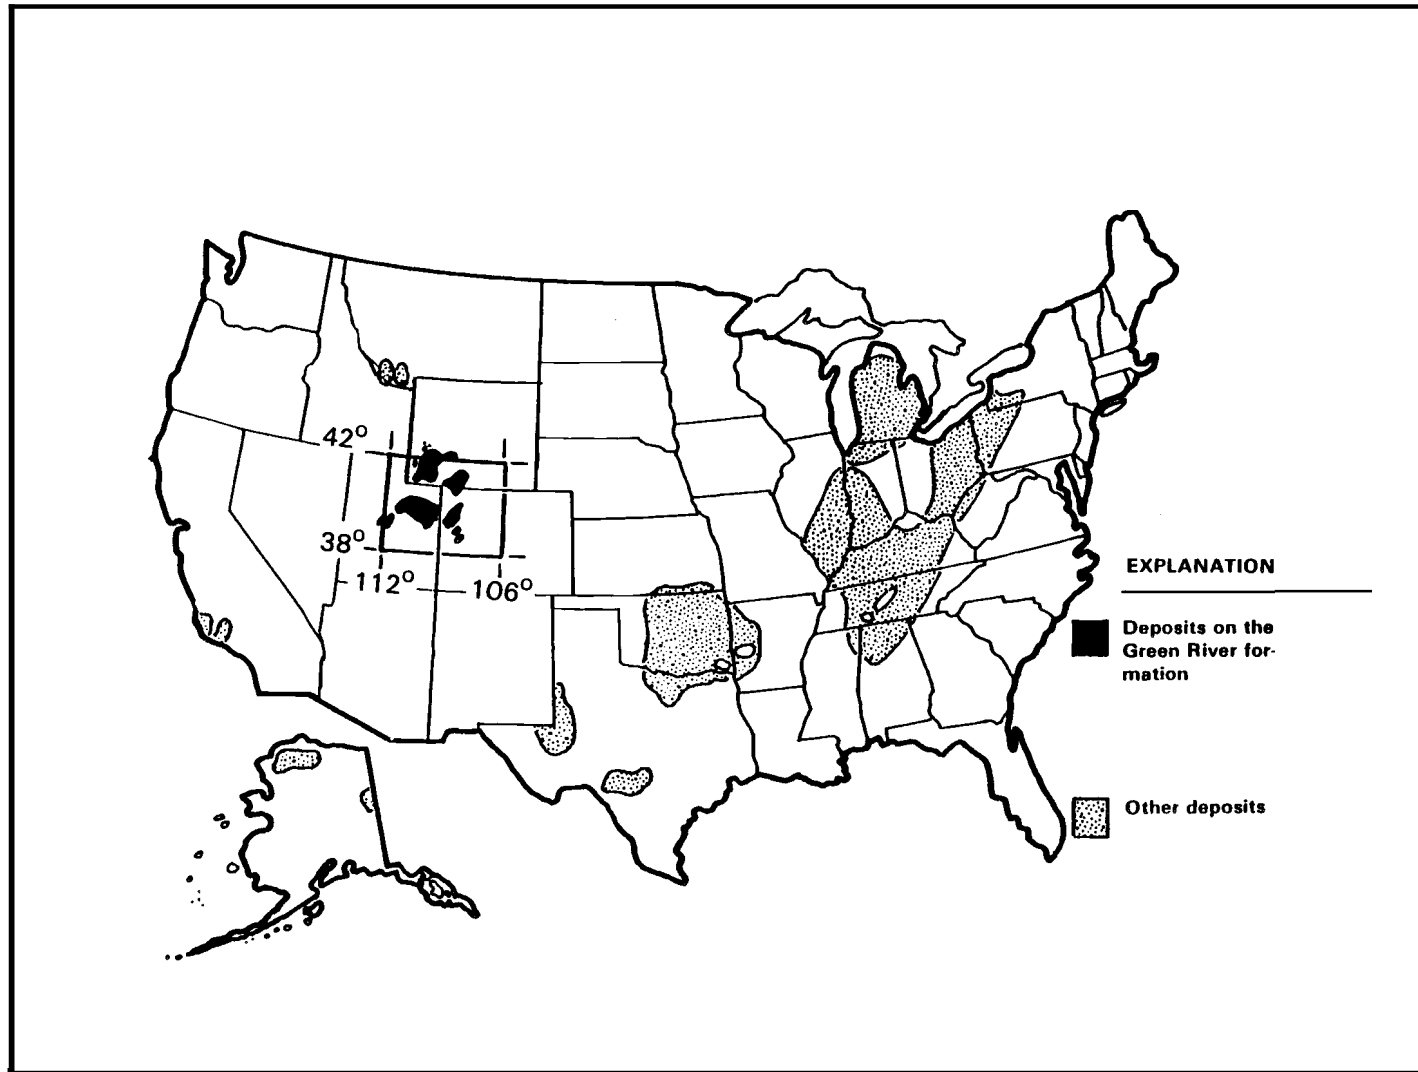 42°
38°
112°
106°
EXPLANATION
Deposits on the
Green River for-
mation
Other deposits